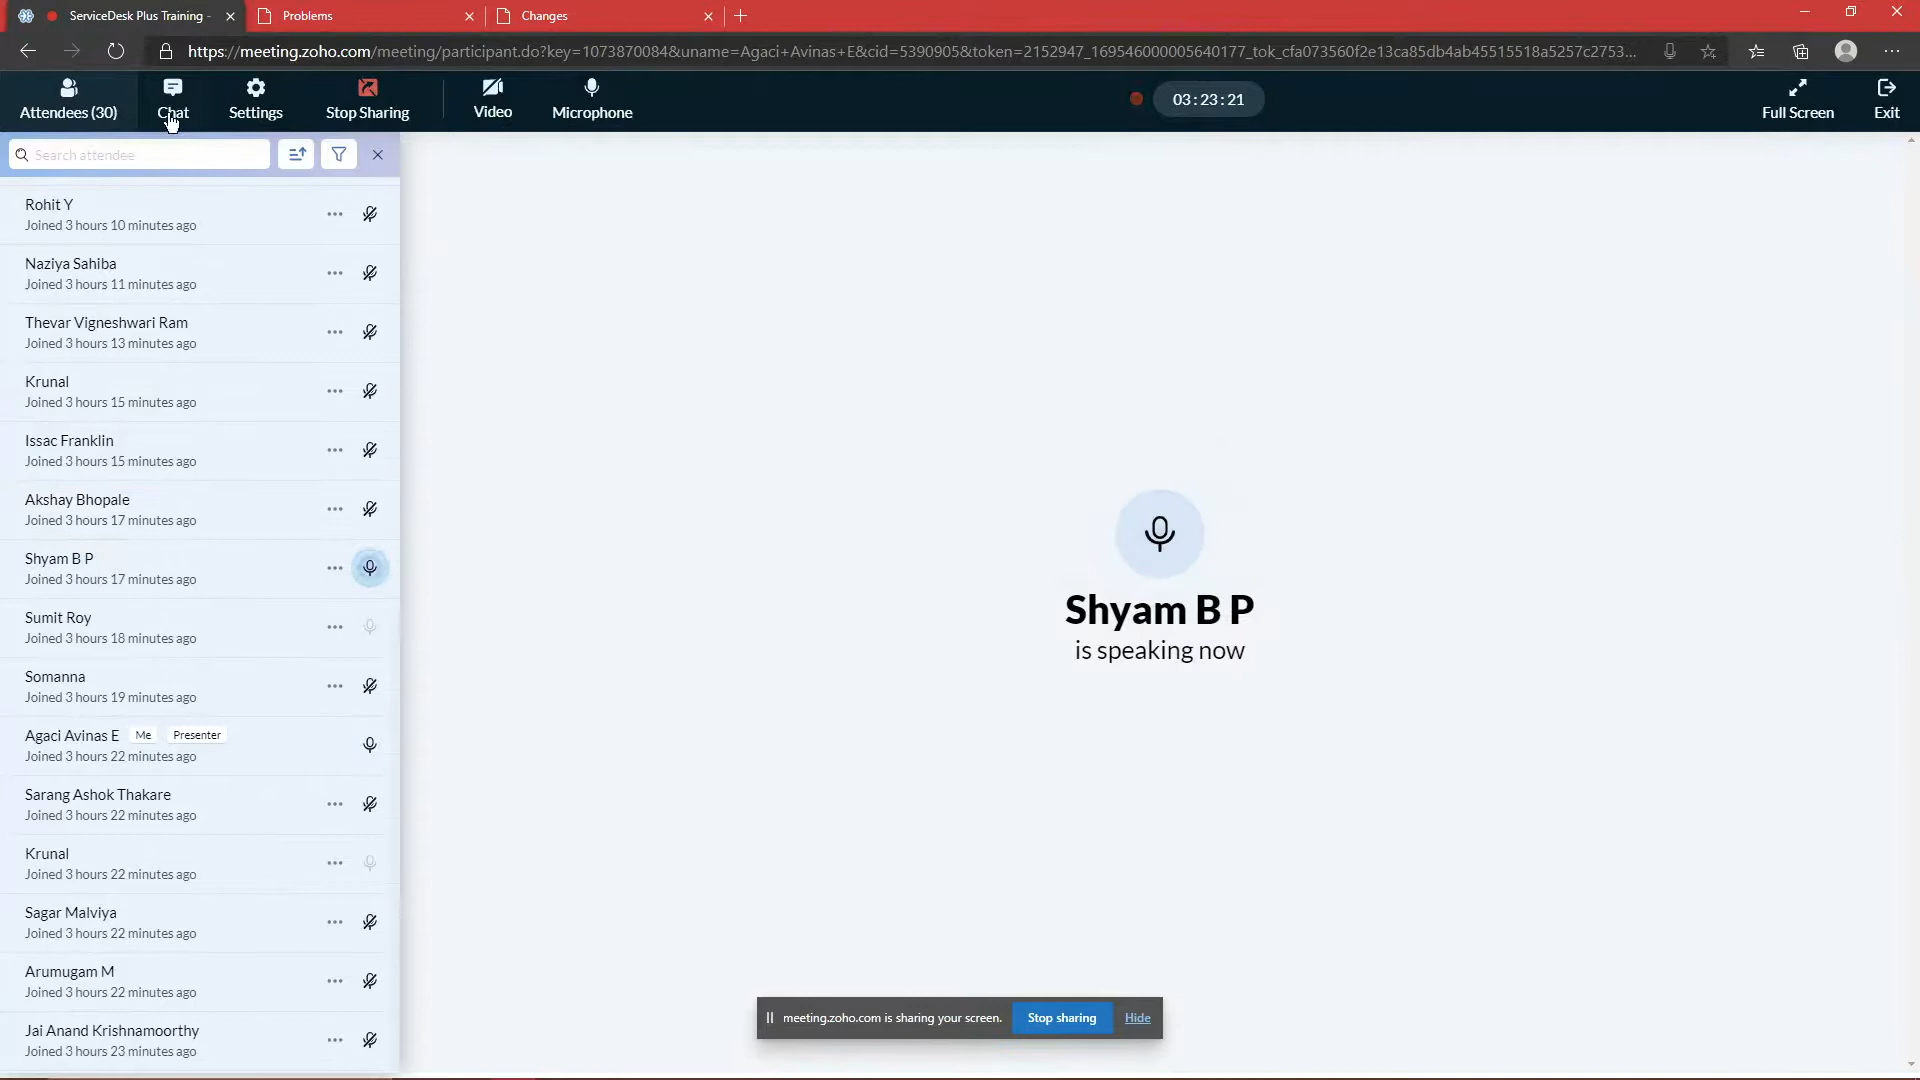 ServiceDesk Plus Training -
Problems
Changes
https://meeting.zoho.com/meeting/participant.do?key=1073870084&uname=Agaci+Avinas+E&cid=5390905&token=2152947_169546000005640177_tok_cfa073560f2e13ca85db4ab45515518a5257c2753...
Attendees (30)
Chat
Settings
Stop Sharing
Video
Microphone
03:23:21
Full Screen
Exit
Search attendee
Rohit Y
Joined 3 hours 10 minutes ago
Naziya Sahiba
Joined 3 hours 11 minutes ago
Thevar Vigneshwari Ram
Joined 3 hours 13 minutes ago
Krunal
Joined 3 hours 15 minutes ago
Issac Franklin
Joined 3 hours 15 minutes ago
Akshay Bhopale
Joined 3 hours 17 minutes ago
Shyam B P
Joined 3 hours 17 minutes ago
Sumit Roy
Joined 3 hours 18 minutes ago
Somanna
Joined 3 hours 19 minutes ago
Agaci Avinas E Me Presenter
Joined 3 hours 22 minutes ago
Sarang Ashok Thakare
Joined 3 hours 22 minutes ago
Krunal
Joined 3 hours 22 minutes ago
Sagar Malviya
Joined 3 hours 22 minutes ago
Arumugam M
Joined 3 hours 22 minutes ago
Jai Anand Krishnamoorthy
Joined 3 hours 23 minutes ago
Shyam B P
is speaking now
meeting.zoho.com is sharing your screen. Stop sharing Hide